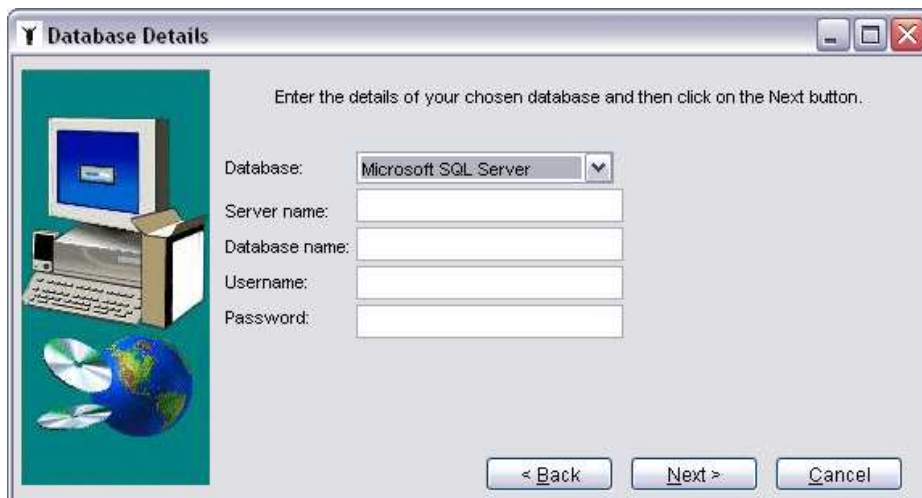 Database Details
Enter the details of your chosen database and then click on the Next button.
Database:
Microsoft SQL Server
Server name:
Database name:
Username:
Password:
< Back
Next >
Cancel